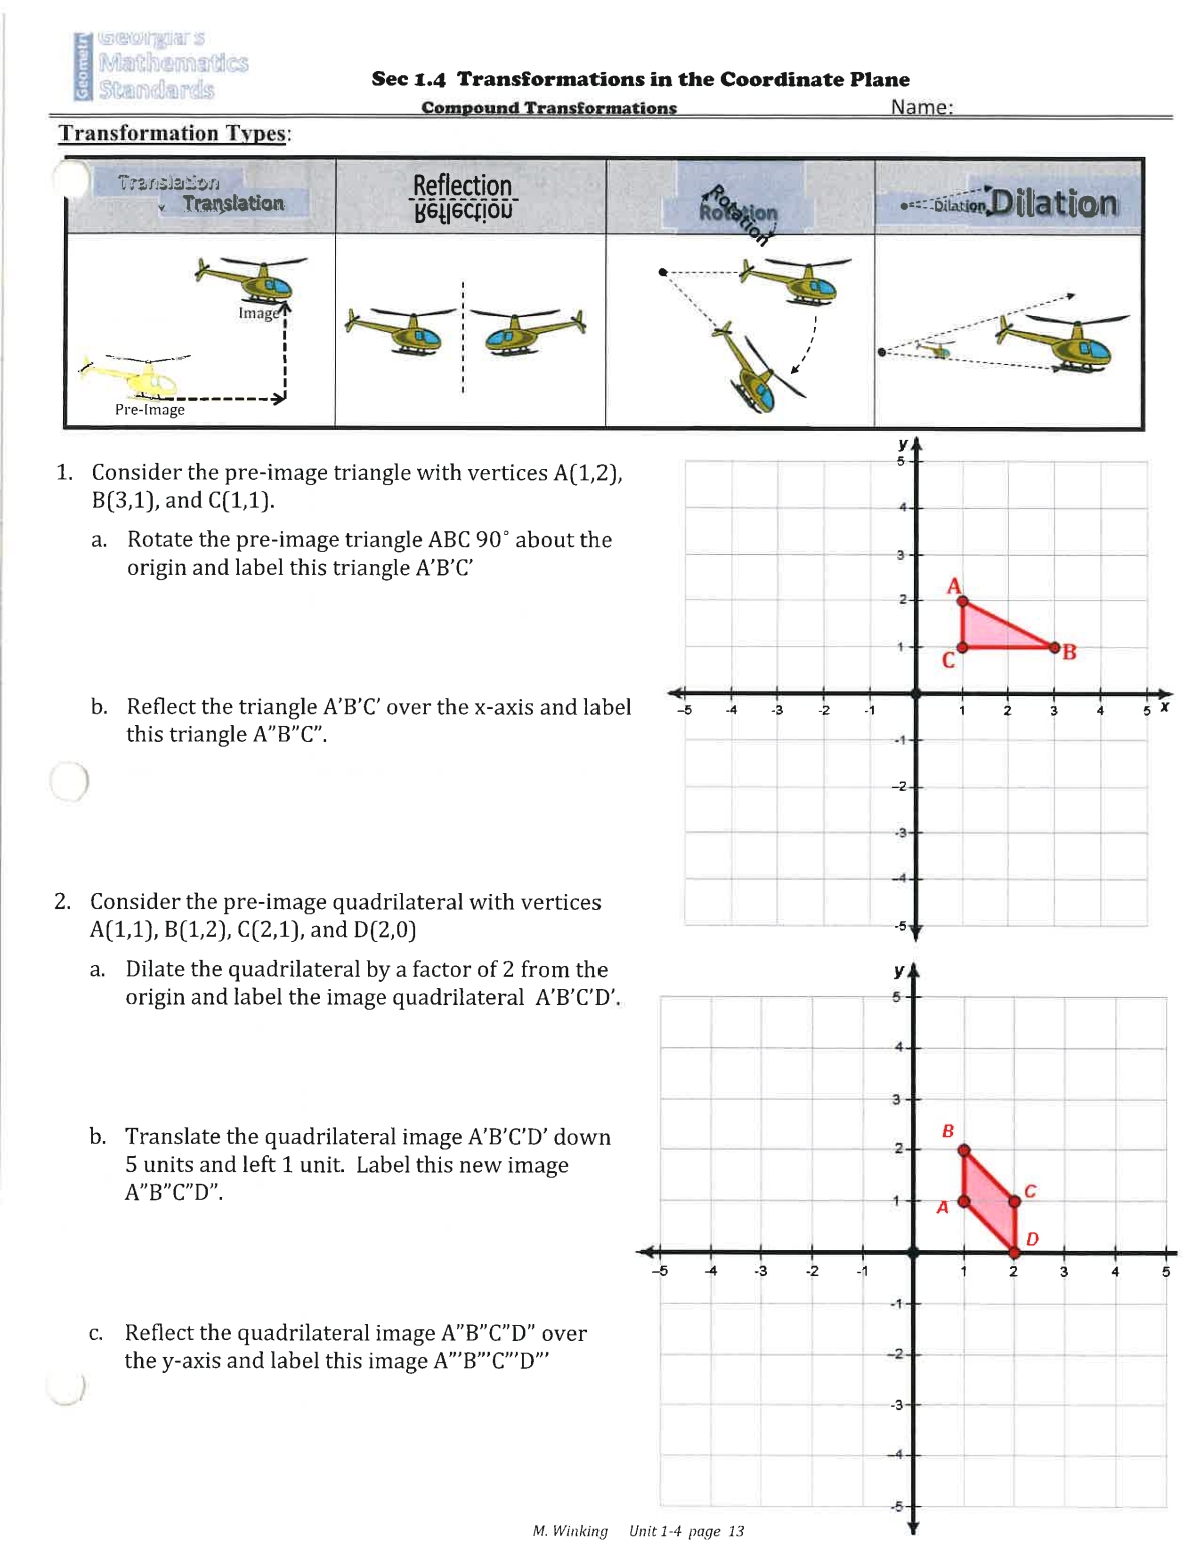 Geometry
Georgia's
Mathematics
Standards
Sec 1.4 Transformations in the Coordinate Plane
Compound Transformations
Name:
Transformation Types:
Translation
Translation
Reflection
Reflection
Rotation
Rotation
Dilation
Dilation
Image
Pre-Image
1. Consider the pre-image triangle with vertices A(1,2),
B(3,1), and C(1,1).
a. Rotate the pre-image triangle ABC 90° about the
origin and label this triangle A'B'C'
b. Reflect the triangle A'B'C' over the x-axis and label
this triangle A”B”C”.
y
5
4
3
2
1
-5 -4 -3 -2 -1 1 2 3 4 5 x
-1
-2
-3
-4
-5
A
B
C
2. Consider the pre-image quadrilateral with vertices
A(1,1), B(1,2), C(2,1), and D(2,0)
a. Dilate the quadrilateral by a factor of 2 from the
origin and label the image quadrilateral A'B'C'D'.
b. Translate the quadrilateral image A'B'C'D' down
5 units and left 1 unit. Label this new image
A”B”C”D”.
c. Reflect the quadrilateral image A”B”C”D” over
the y-axis and label this image A”'B”'C”'D”'
y
5
4
3
2
1
-5 -4 -3 -2 -1 1 2 3 4 5
-1
-2
-3
-4
-5
B
C
A
D
M. Winking Unit 1-4 page 13